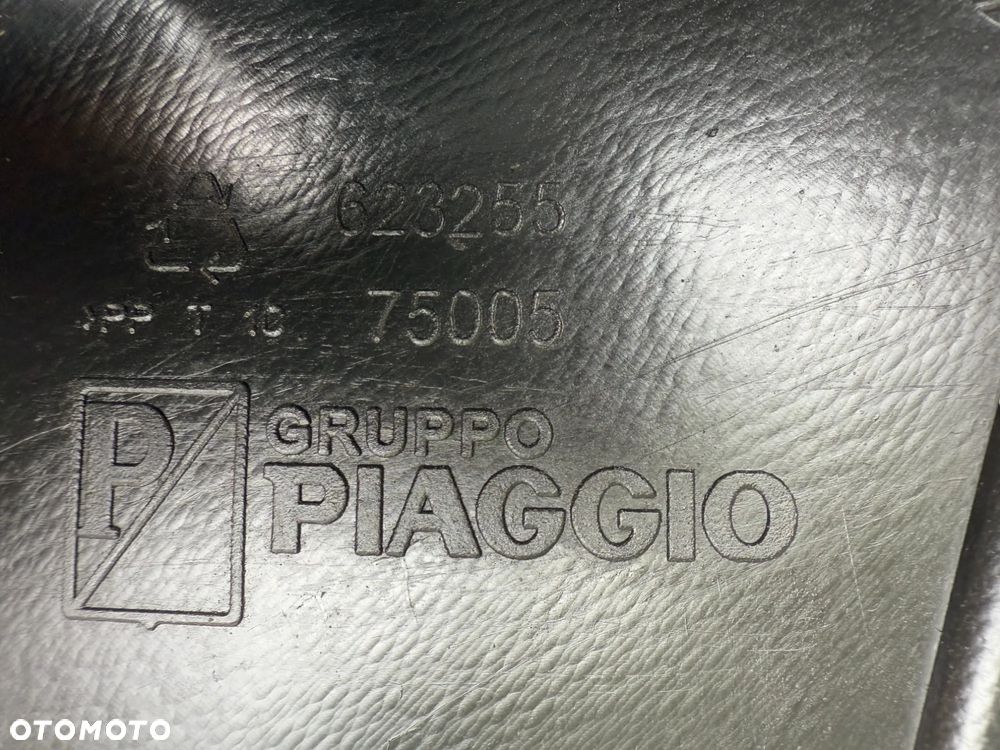 623255
75005
GRUPPO
P PIAGGIO
OTOMOTO